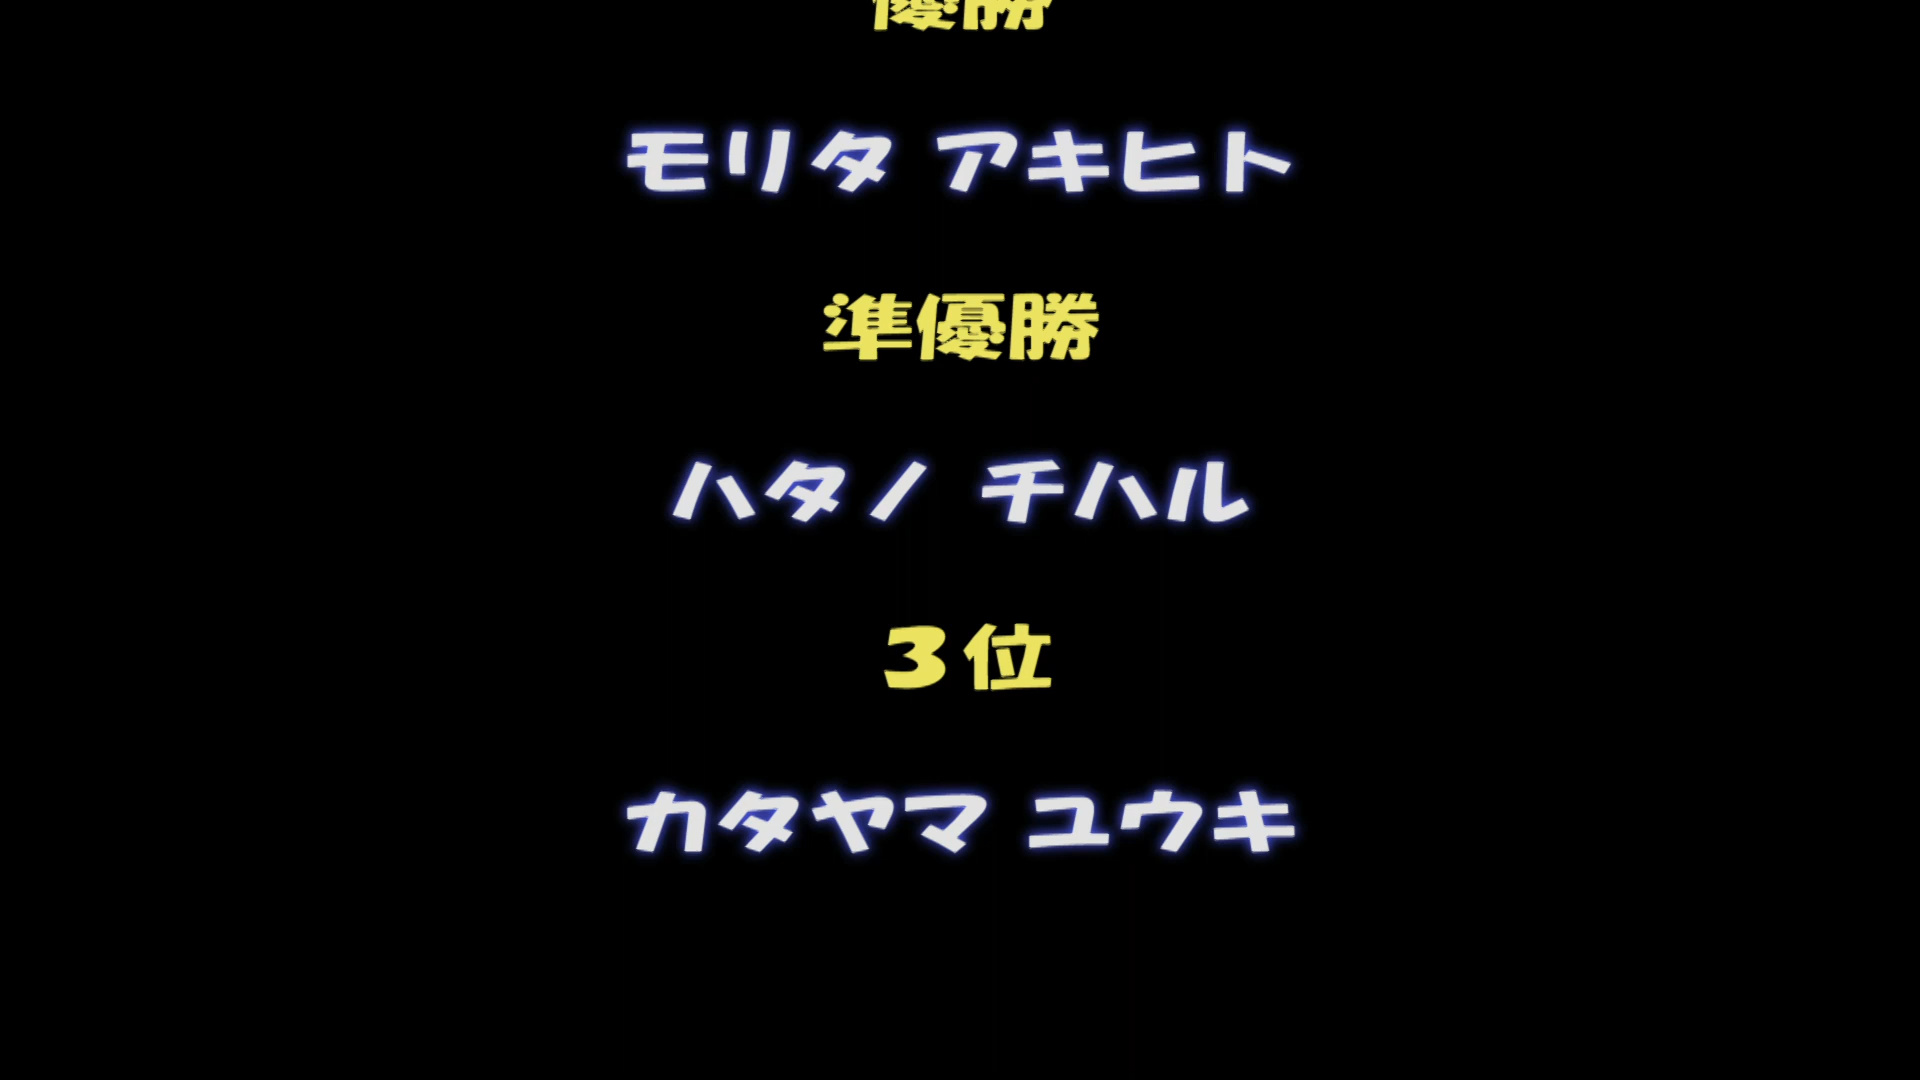 優勝
モリタ アキヒト
準優勝
ハタノ チハル
３位
カタヤマ ユウキ